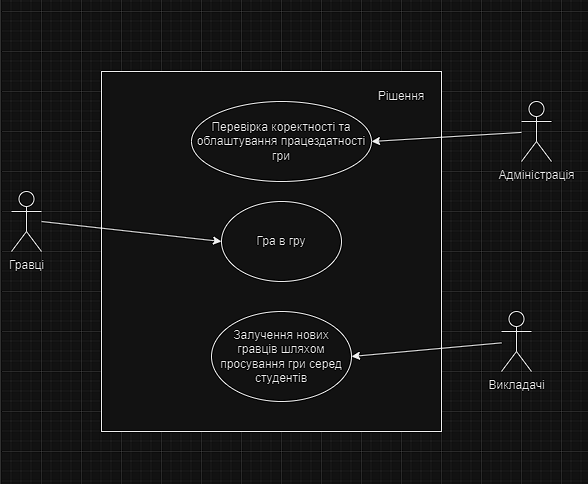 Рішення
Перевірка коректності та
облаштування працездатності
гри
Адміністрація
Гра в гру
Гравці
Залучення нових
гравців шляхом
просування гри серед
студентів
Викладачі